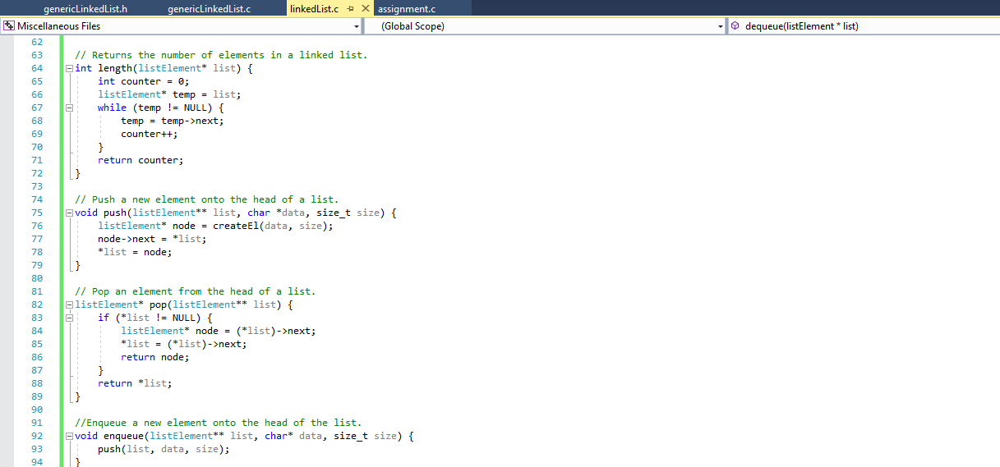 genericLinkedList.h genericLinkedList.c linkedList.c assignment.c
Miscellaneous Files (Global Scope) dequeue(listElement * list)
62
63 // Returns the number of elements in a linked list.
64 int length(listElement* list) {
65 int counter = 0;
66 listElement* temp = list;
67 while (temp != NULL) {
68 temp = temp->next;
69 counter++;
70 }
71 return counter;
72 }
73
74 // Push a new element onto the head of a list.
75 void push(listElement** list, char *data, size_t size) {
76 listElement* node = createEl(data, size);
77 node->next = *list;
78 *list = node;
79 }
80
81 // Pop an element from the head of a list.
82 listElement* pop(listElement** list) {
83 if (*list != NULL) {
84 listElement* node = (*list)->next;
85 *list = (*list)->next;
86 return node;
87 }
88 return *list;
89 }
90
91 //Enqueue a new element onto the head of the list.
92 void enqueue(listElement** list, char* data, size_t size) {
93 push(list, data, size);
94 }